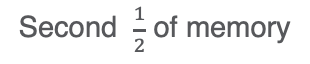 Second 1/2 of memory